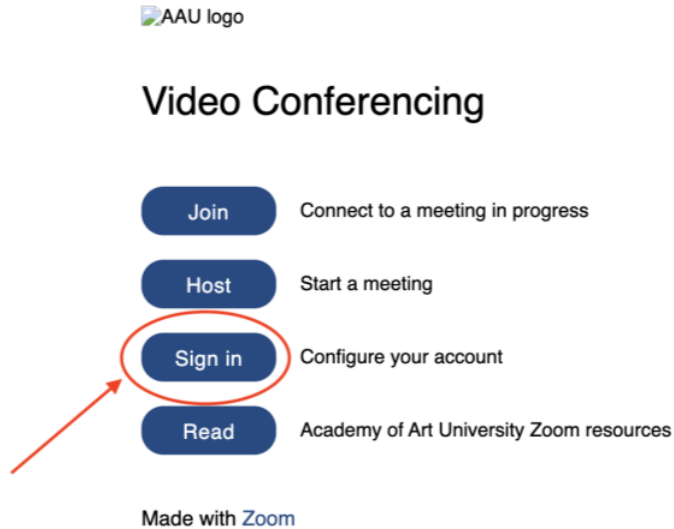 AAU logo
Video Conferencing
Join Connect to a meeting in progress
Host Start a meeting
Sign in Configure your account
Read Academy of Art University Zoom resources
Made with Zoom